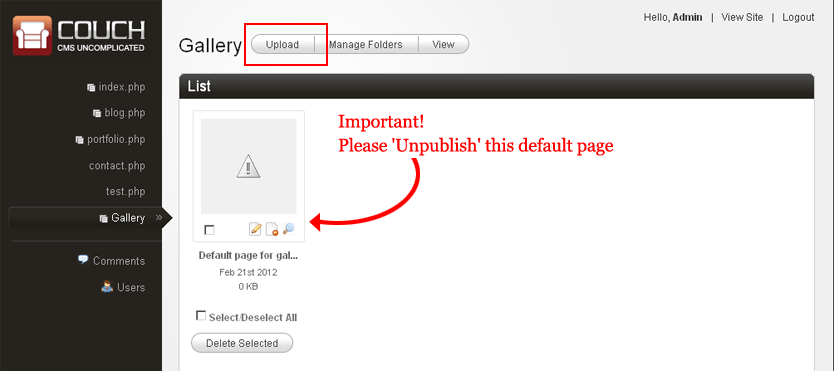 COUCH
CMS UNCOMPLICATED
Hello, Admin | View Site | Logout
Gallery
Upload
Manage Folders
View
index.php
blog.php
portfolio.php
contact.php
test.php
Gallery »
Comments
Users
List
Important!
Please 'Unpublish' this default page
Default page for gal...
Feb 21st 2012
0 KB
Select/Deselect All
Delete Selected